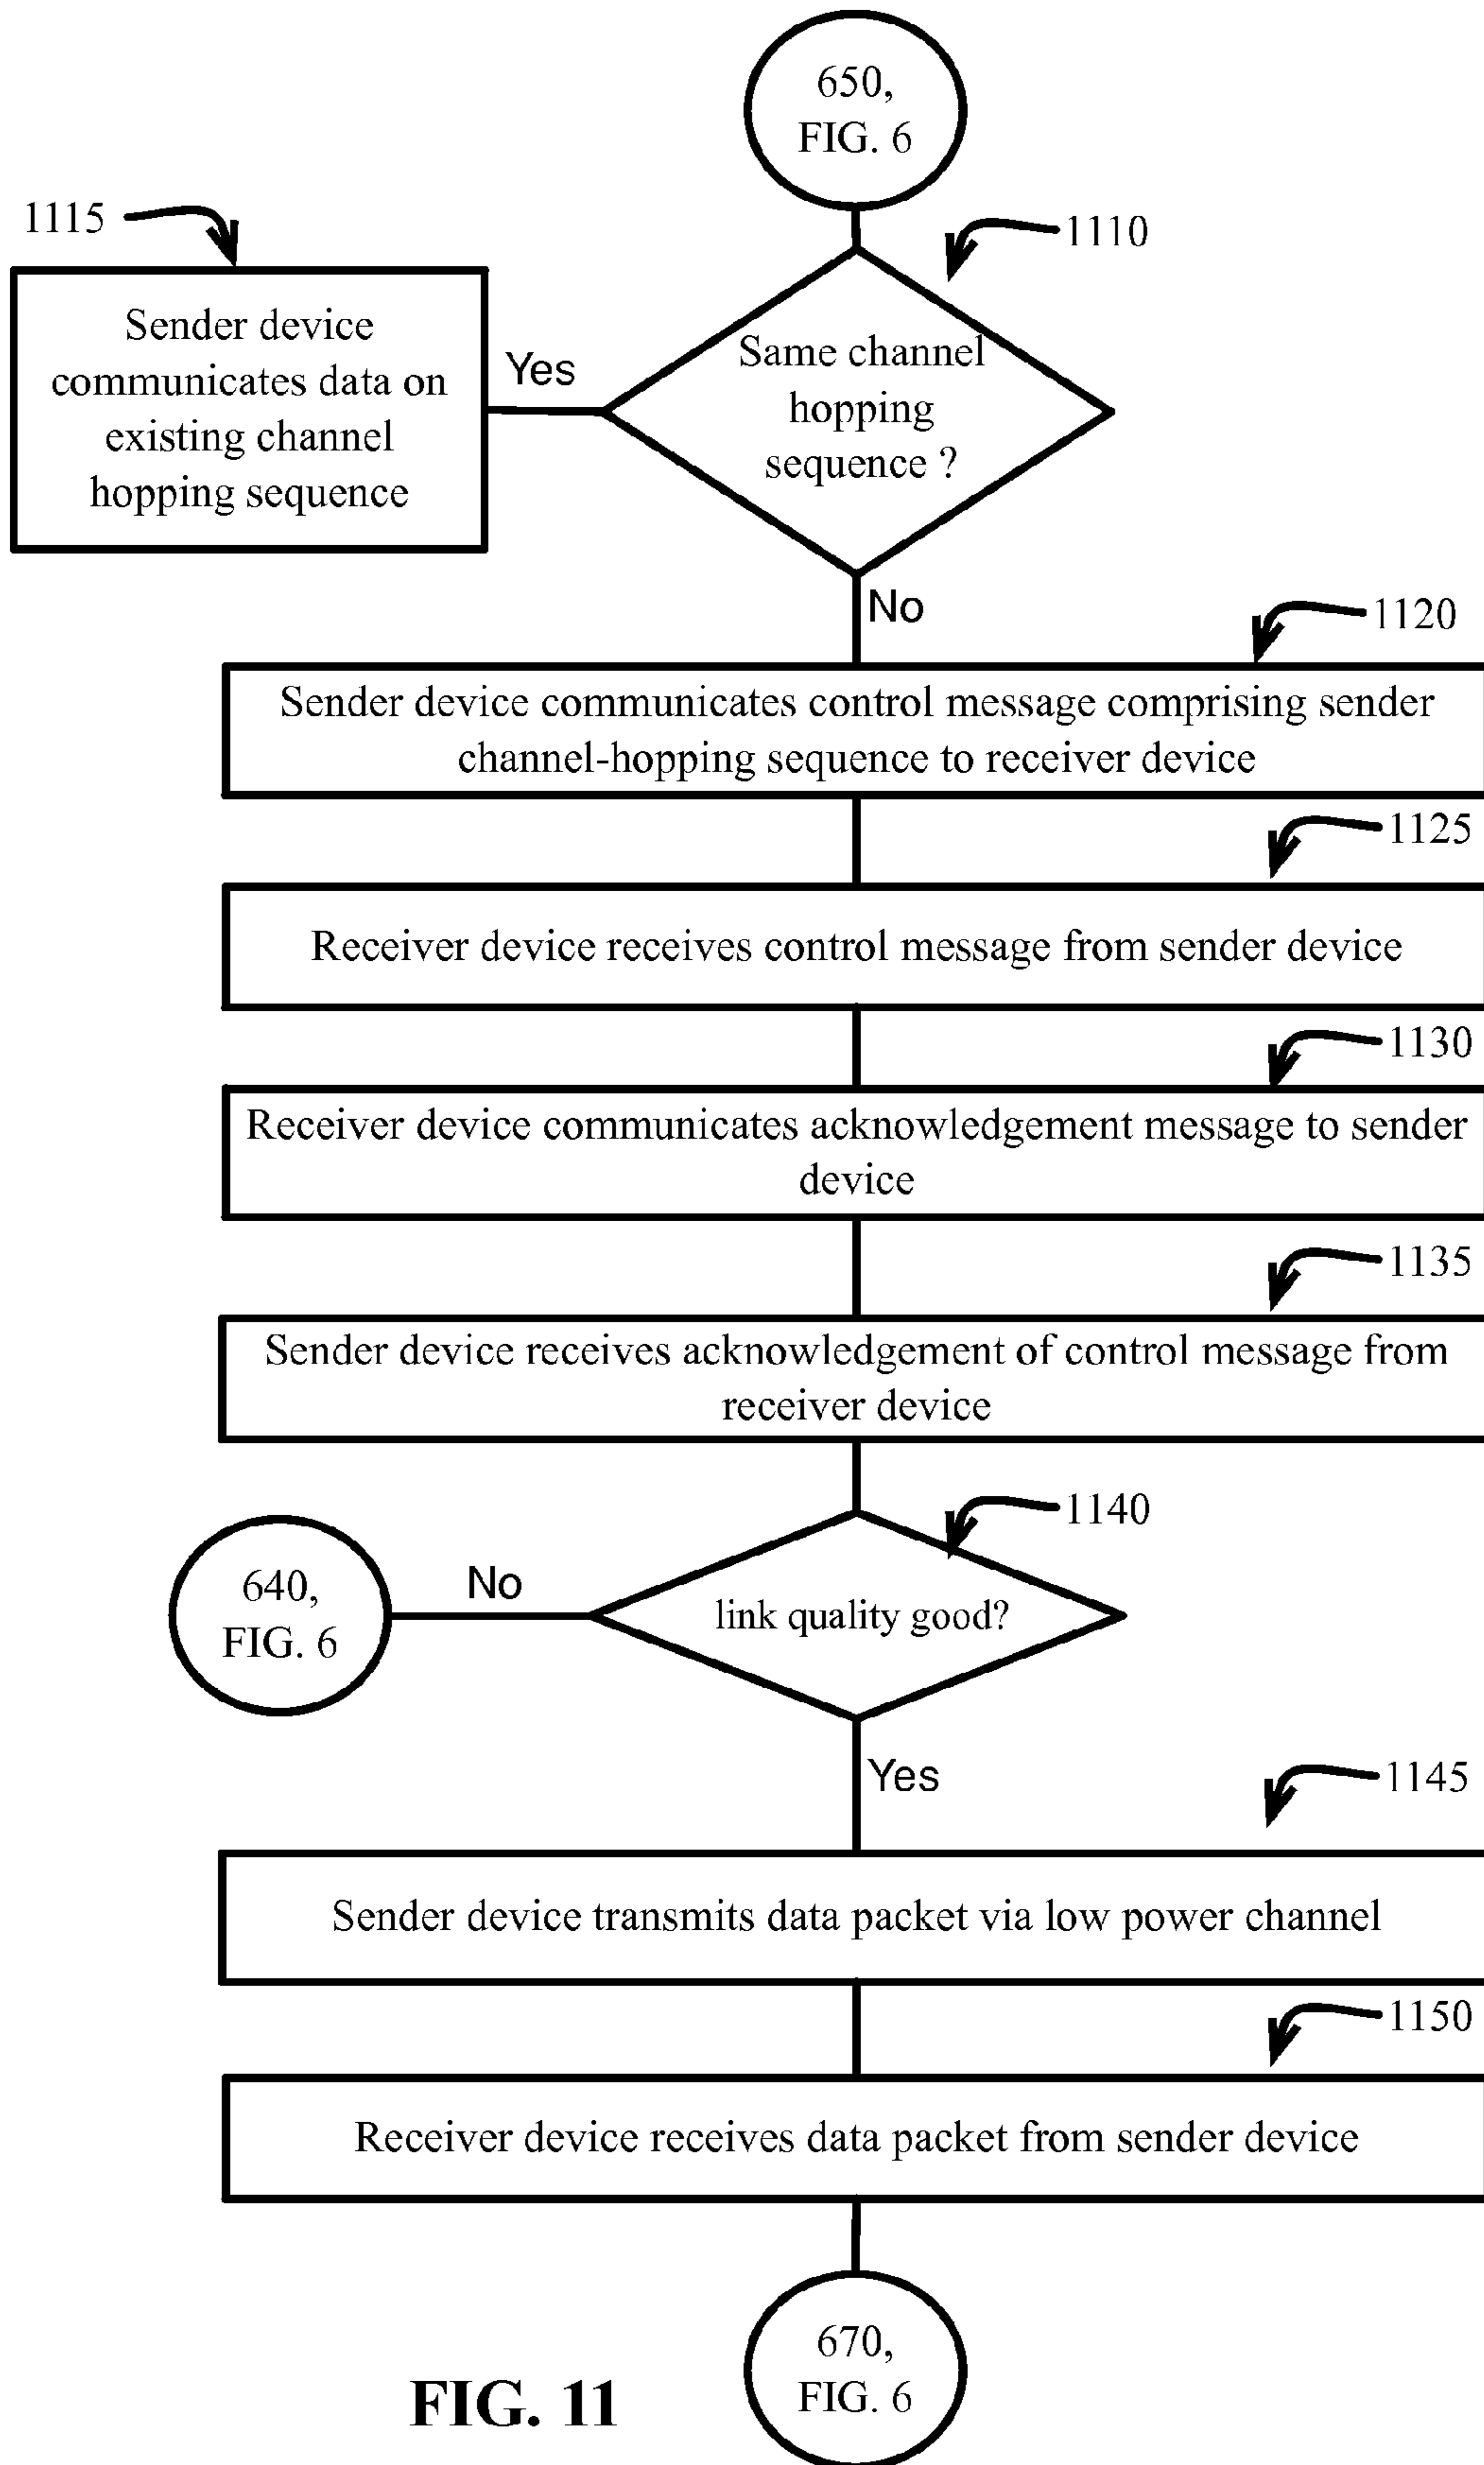 650,
FIG. 6
1115
1110
Sender device
communicates data on
existing channel
hopping sequence
Yes
Same channel
hopping
sequence ?
No
1120
Sender device communicates control message comprising sender
channel-hopping sequence to receiver device
1125
Receiver device receives control message from sender device
1130
Receiver device communicates acknowledgement message to sender
device
1135
Sender device receives acknowledgement of control message from
receiver device
1140
640,
FIG. 6
No
link quality good?
Yes
1145
Sender device transmits data packet via low power channel
1150
Receiver device receives data packet from sender device
670,
FIG. 6
FIG. 11